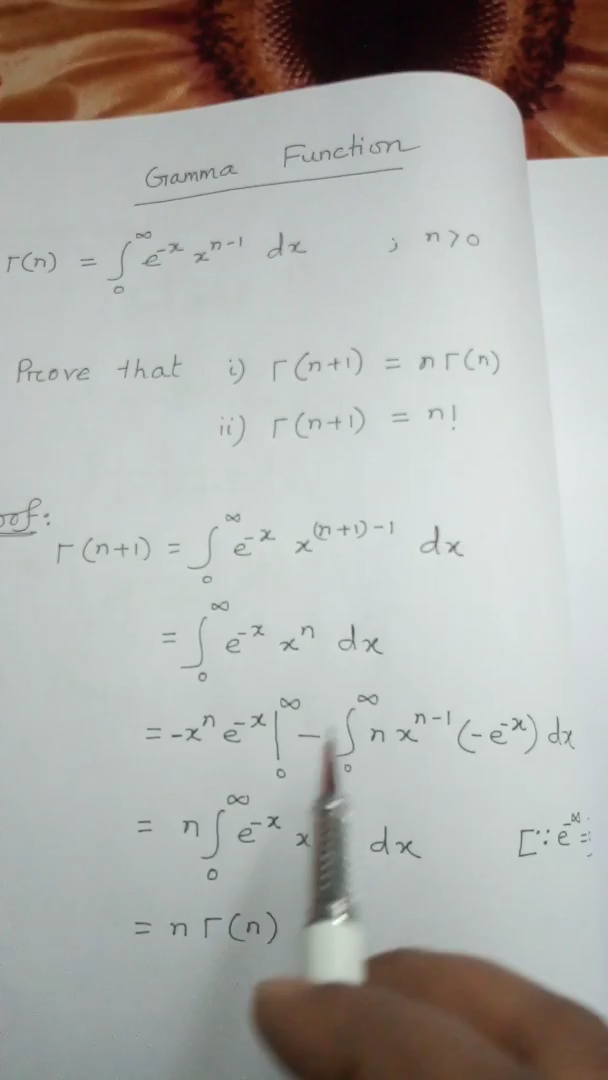 Gamma Function
Γ(n) = ∫₀^∞ e^{-x} x^{n-1} dx ; n>0
Prove that i) Γ(n+1) = nΓ(n)
ii) Γ(n+1) = n!
oof:
Γ(n+1) = ∫₀^∞ e^{-x} x^{(n+1)-1} dx
= ∫₀^∞ e^{-x} x^n dx
= -x^n e^{-x} |₀^∞ - ∫₀^∞ n x^{n-1} (-e^{-x}) dx
= n ∫₀^∞ e^{-x} x dx [∵ e^{-∞} =
= n Γ(n)